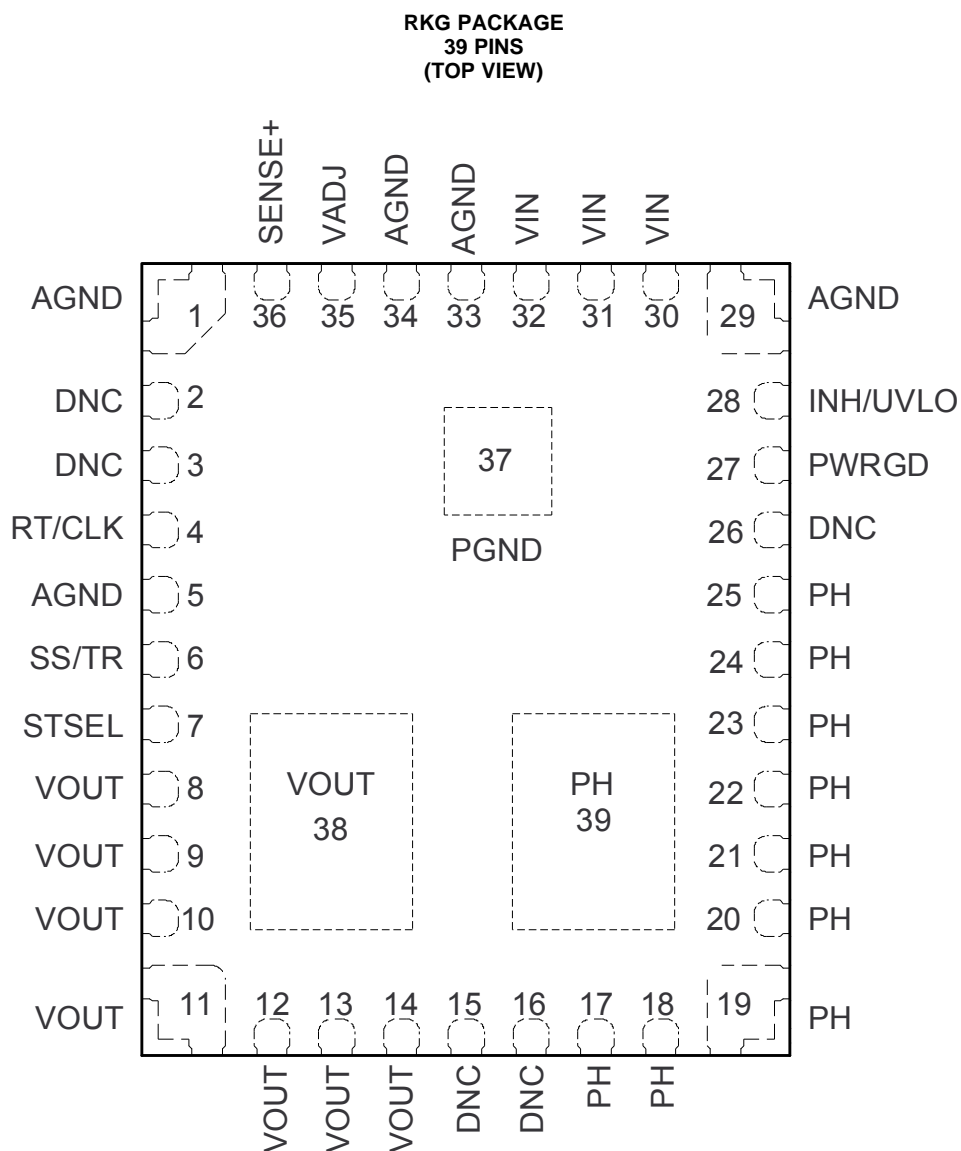 RKG PACKAGE
39 PINS
(TOP VIEW)
SENSE+
VADJ
AGND
AGND
VIN
VIN
VIN
AGND
1
36
35
34
33
32
31
30
29
AGND
DNC
2
28
INH/UVLO
DNC
3
37
27
PWRGD
RT/CLK
4
PGND
26
DNC
AGND
5
25
PH
SS/TR
6
24
PH
STSEL
7
23
PH
VOUT
8
VOUT
38
PH
39
22
PH
VOUT
9
21
PH
VOUT
10
20
PH
VOUT
11
12
13
14
15
16
17
18
19
PH
VOUT
VOUT
VOUT
DNC
DNC
PH
PH